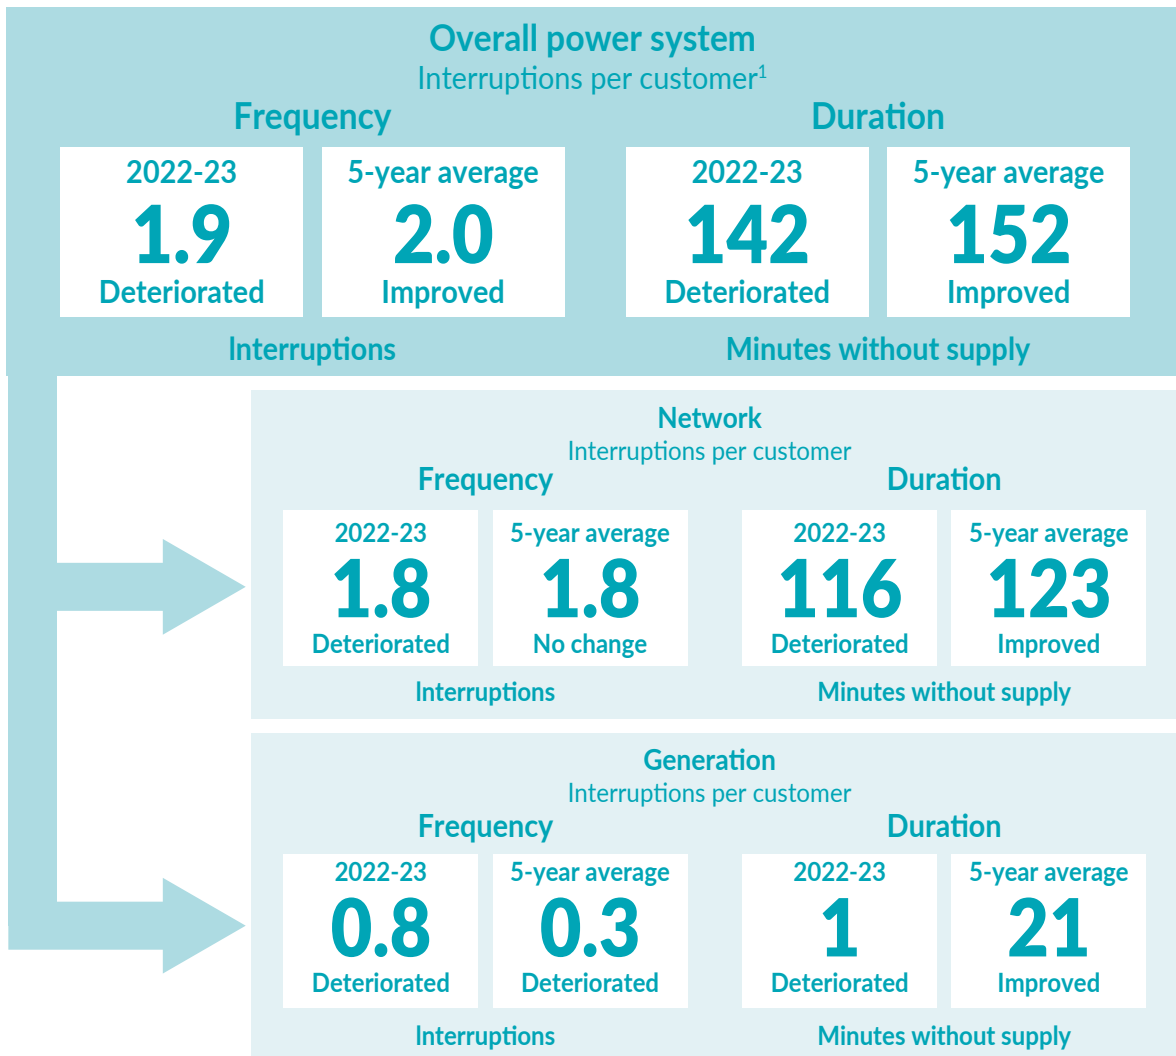 Overall power system
Interruptions per customer1
Frequency
Duration
2022-23
5-year average
2022-23
5-year average
1.9
2.0
142
152
Deteriorated
Improved
Deteriorated
Improved
Interruptions
Minutes without supply
Network
Interruptions per customer
Frequency
Duration
2022-23
5-year average
2022-23
5-year average
1.8
1.8
116
123
Deteriorated
No change
Deteriorated
Improved
Interruptions
Minutes without supply
Generation
Interruptions per customer
Frequency
Duration
2022-23
5-year average
2022-23
5-year average
0.8
0.3
1
21
Deteriorated
Deteriorated
Deteriorated
Improved
Interruptions
Minutes without supply